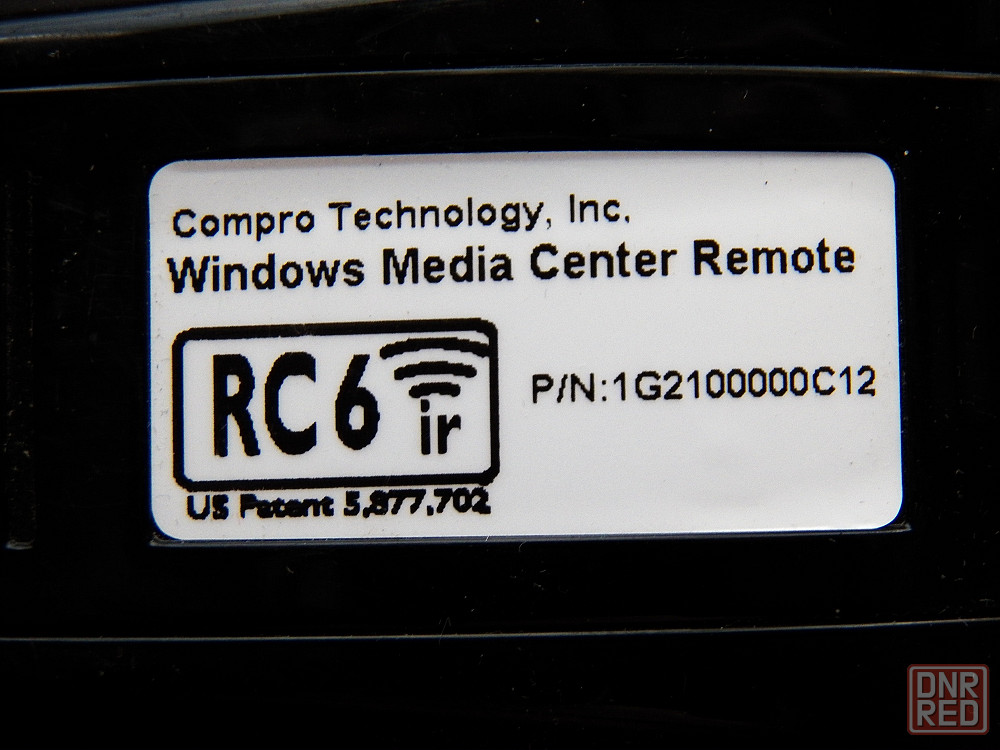 Compro Technology, Inc.
Windows Media Center Remote
RC6
ir
P/N:1G2100000C12
US Patent 5,877,702
DNR
RED